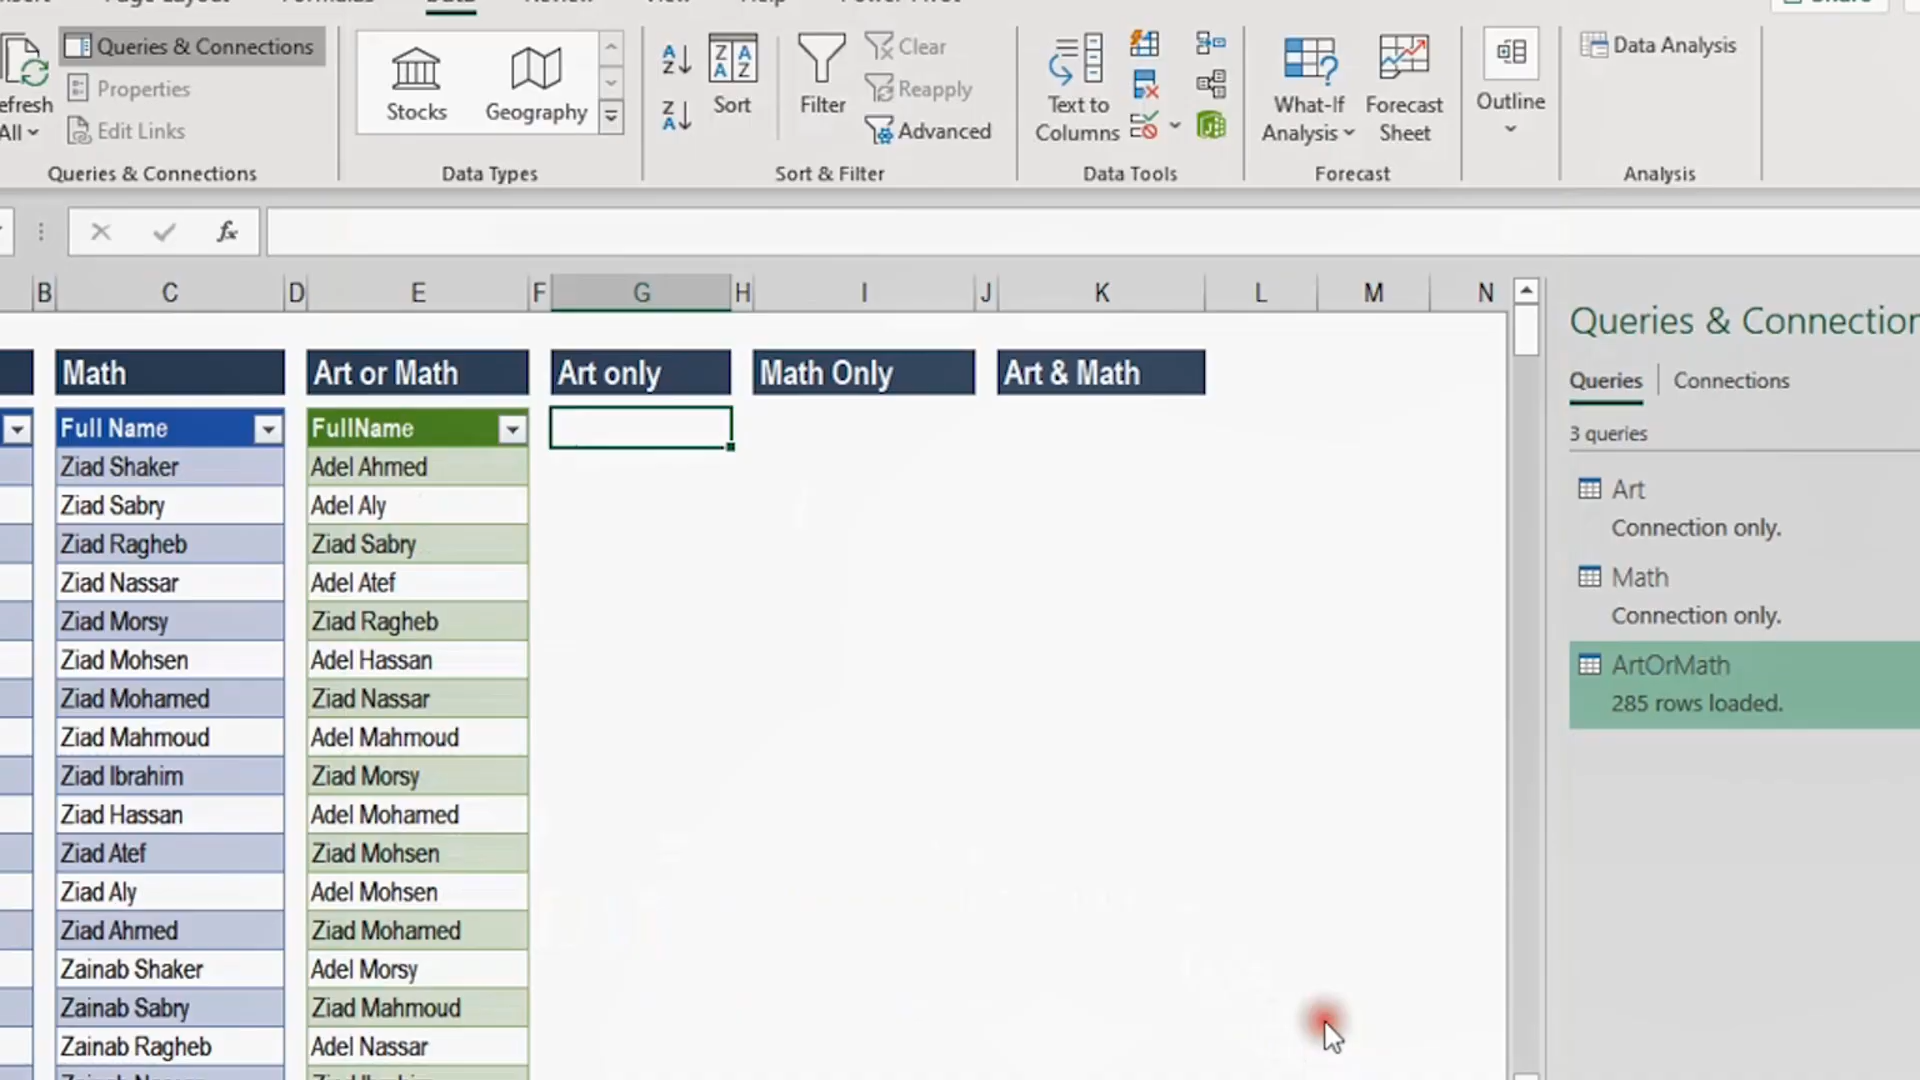 Data
Help
Share
Queries & Connections
Properties
Edit Links
All
Stocks
Geography
Sort
Filter
Clear
Reapply
Advanced
Text to
Columns
What-If
Analysis
Forecast
Sheet
Outline
Data Analysis
Queries & Connections
Data Types
Sort & Filter
Data Tools
Forecast
Analysis
fx
B C D E F G H I J K L M N
Math
Art or Math
Art only
Math Only
Art & Math
Full Name
Ziad Shaker
Ziad Sabry
Ziad Ragheb
Ziad Nassar
Ziad Morsy
Ziad Mohsen
Ziad Mohamed
Ziad Mahmoud
Ziad Ibrahim
Ziad Hassan
Ziad Atef
Ziad Aly
Ziad Ahmed
Zainab Shaker
Zainab Sabry
Zainab Ragheb
FullName
Adel Ahmed
Adel Aly
Ziad Sabry
Adel Atef
Ziad Ragheb
Adel Hassan
Ziad Nassar
Adel Mahmoud
Ziad Morsy
Adel Mohamed
Ziad Mohsen
Adel Mohsen
Ziad Mohamed
Adel Morsy
Ziad Mahmoud
Adel Nassar
Queries & Connection
Queries
Connections
3 queries
Art
Connection only.
Math
Connection only.
ArtOrMath
285 rows loaded.